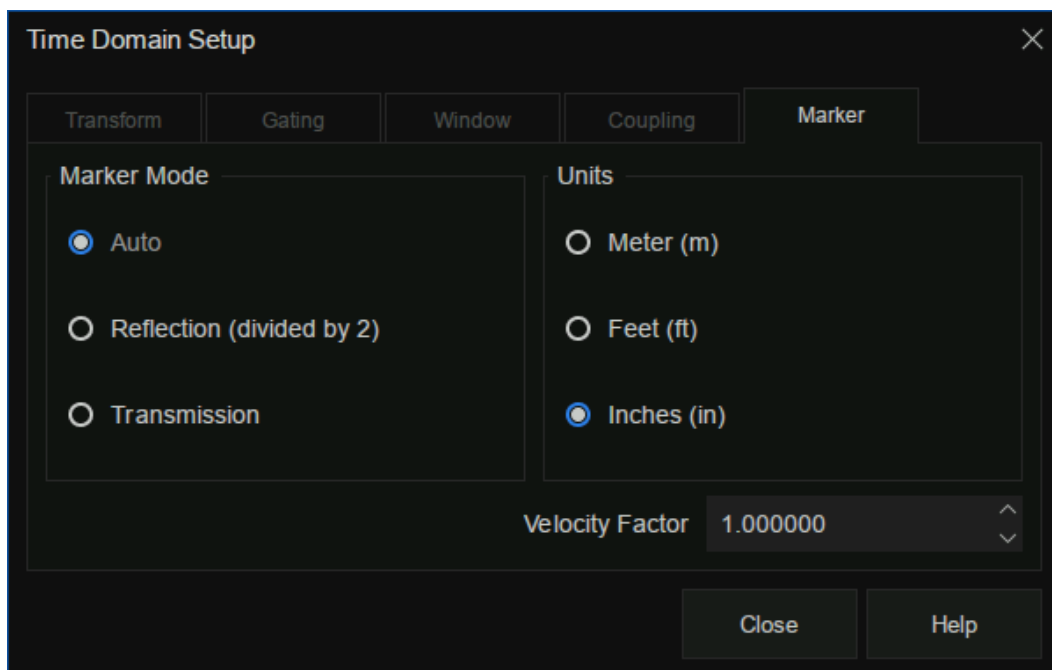 Time Domain Setup
Transform
Gating
Window
Coupling
Marker
Marker Mode
Auto
Reflection (divided by 2)
Transmission
Units
Meter (m)
Feet (ft)
Inches (in)
Velocity Factor 1.000000
Close
Help